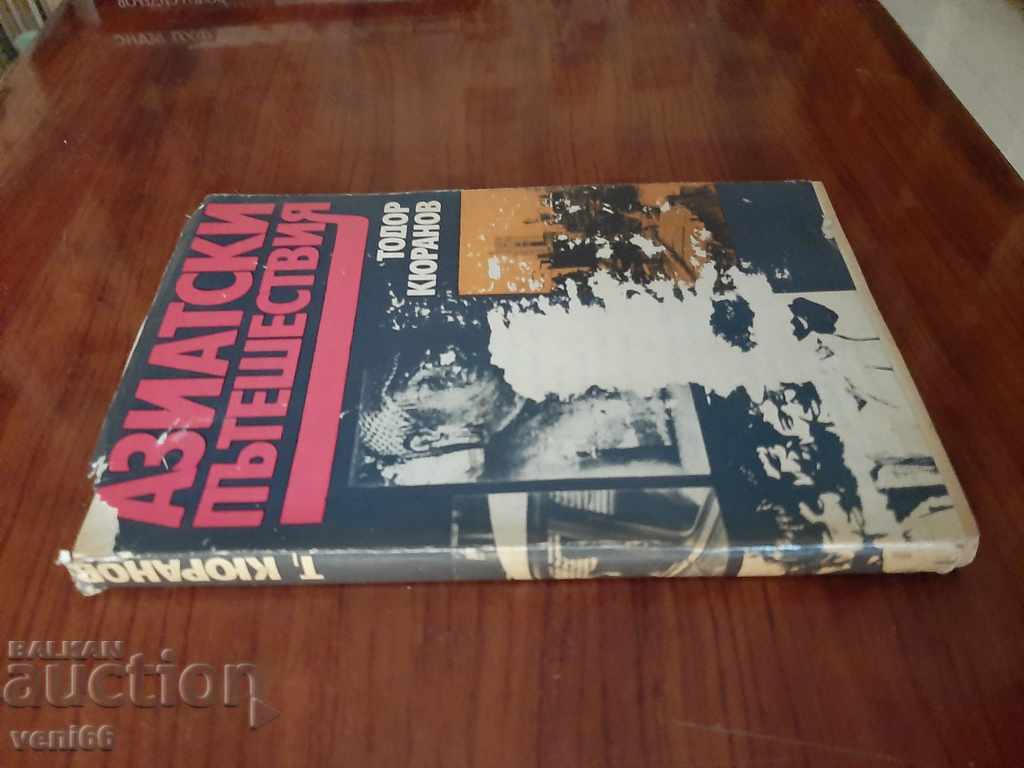 АЗИАТСКИ
ПЪТЕШЕСТВИЯ
ТОДОР
КЮРАНОВ
Т. КЮРАНОВ
BALKAN
auction
veni66